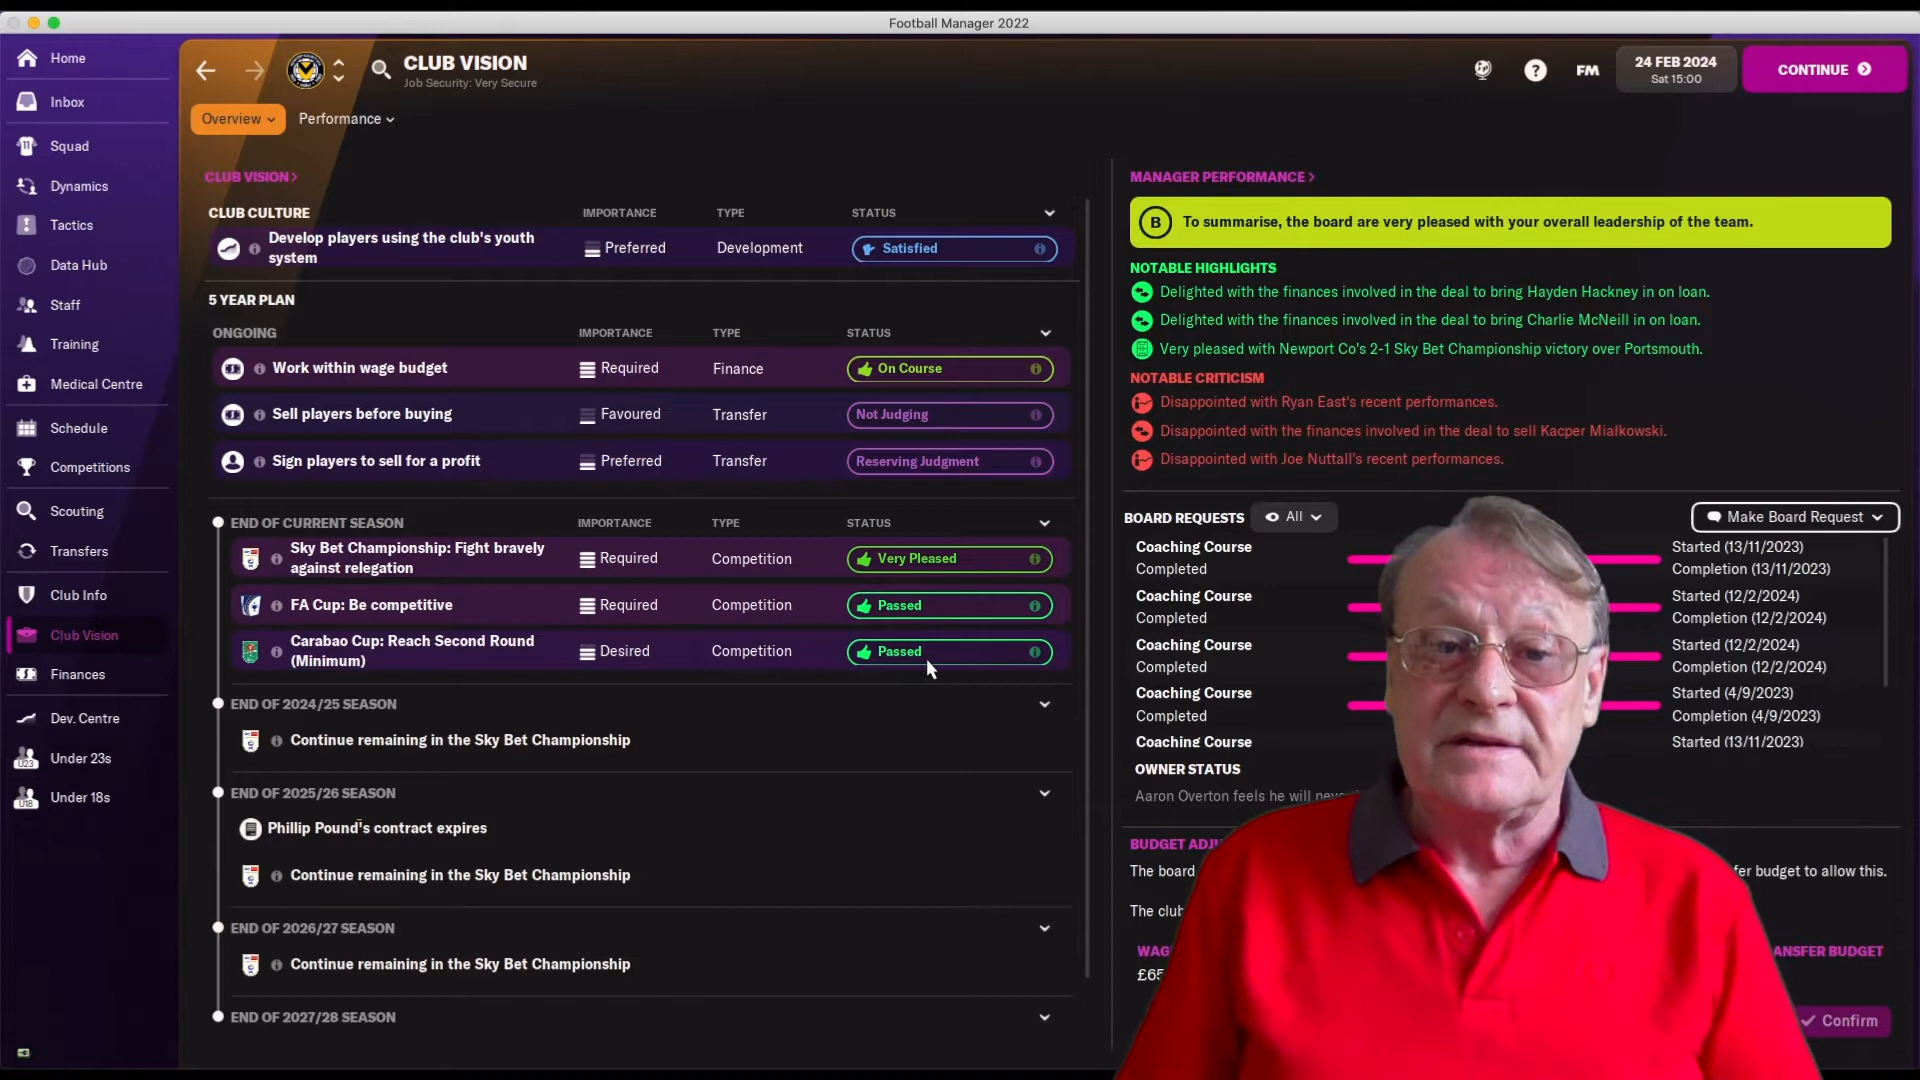 Football Manager 2022
Home
Inbox
Squad
Dynamics
Tactics
Data Hub
Staff
Training
Medical Centre
Schedule
Competitions
Scouting
Transfers
Club Info
Club Vision
Finances
Dev. Centre
Under 23s
Under 18s
CLUB VISION
Job Security: Very Secure
FM
24 FEB 2024
Sat 15:00
CONTINUE
Overview
Performance
CLUB VISION >
CLUB CULTURE IMPORTANCE TYPE STATUS
Develop players using the club's youth
system
Preferred Development Satisfied
5 YEAR PLAN
ONGOING IMPORTANCE TYPE STATUS
Work within wage budget Required Finance On Course
Sell players before buying Favoured Transfer Not Judging
Sign players to sell for a profit Preferred Transfer Reserving Judgment
END OF CURRENT SEASON IMPORTANCE TYPE STATUS
Sky Bet Championship: Fight bravely
against relegation
Required Competition Very Pleased
FA Cup: Be competitive Required Competition Passed
Carabao Cup: Reach Second Round
(Minimum)
Desired Competition Passed
END OF 2024/25 SEASON
Continue remaining in the Sky Bet Championship
END OF 2025/26 SEASON
Phillip Pound's contract expires
Continue remaining in the Sky Bet Championship
END OF 2026/27 SEASON
Continue remaining in the Sky Bet Championship
END OF 2027/28 SEASON
MANAGER PERFORMANCE >
B To summarise, the board are very pleased with your overall leadership of the team.
NOTABLE HIGHLIGHTS
Delighted with the finances involved in the deal to bring Hayden Hackney in on loan.
Delighted with the finances involved in the deal to bring Charlie McNeill in on loan.
Very pleased with Newport Co's 2-1 Sky Bet Championship victory over Portsmouth.
NOTABLE CRITICISM
Disappointed with Ryan East's recent performances.
Disappointed with the finances involved in the deal to sell Kacper Mialkowski.
Disappointed with Joe Nuttall's recent performances.
BOARD REQUESTS All Make Board Request
Coaching Course Started (13/11/2023)
Completed Completion (13/11/2023)
Coaching Course Started (12/2/2024)
Completed Completion (12/2/2024)
Coaching Course Started (12/2/2024)
Completed Completion (12/2/2024)
Coaching Course Started (4/9/2023)
Completed Completion (4/9/2023)
Coaching Course Started (13/11/2023)
OWNER STATUS
Aaron Overton feels he will
BUDGET
The board budget to allow this.
The club
BUDGET
Confirm